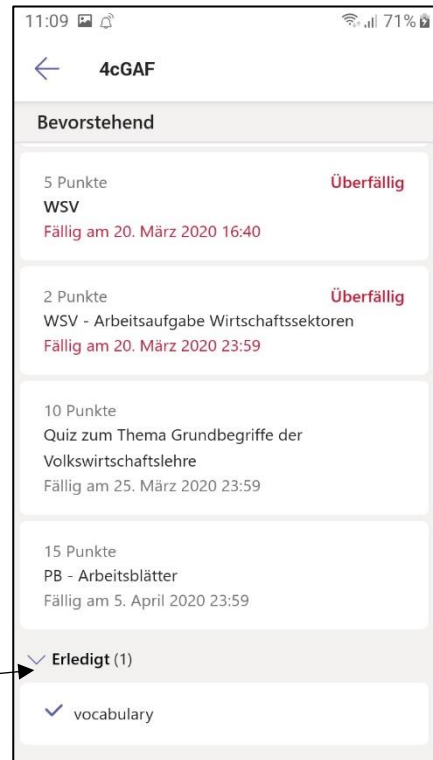 11:09 71%
4cGAF
Bevorstehend
5 Punkte Überfällig
WSV
Fällig am 20. März 2020 16:40
2 Punkte Überfällig
WSV - Arbeitsaufgabe Wirtschaftssektoren
Fällig am 20. März 2020 23:59
10 Punkte
Quiz zum Thema Grundbegriffe der
Volkswirtschaftslehre
Fällig am 25. März 2020 23:59
15 Punkte
PB - Arbeitsblätter
Fällig am 5. April 2020 23:59
Erledigt (1)
vocabulary